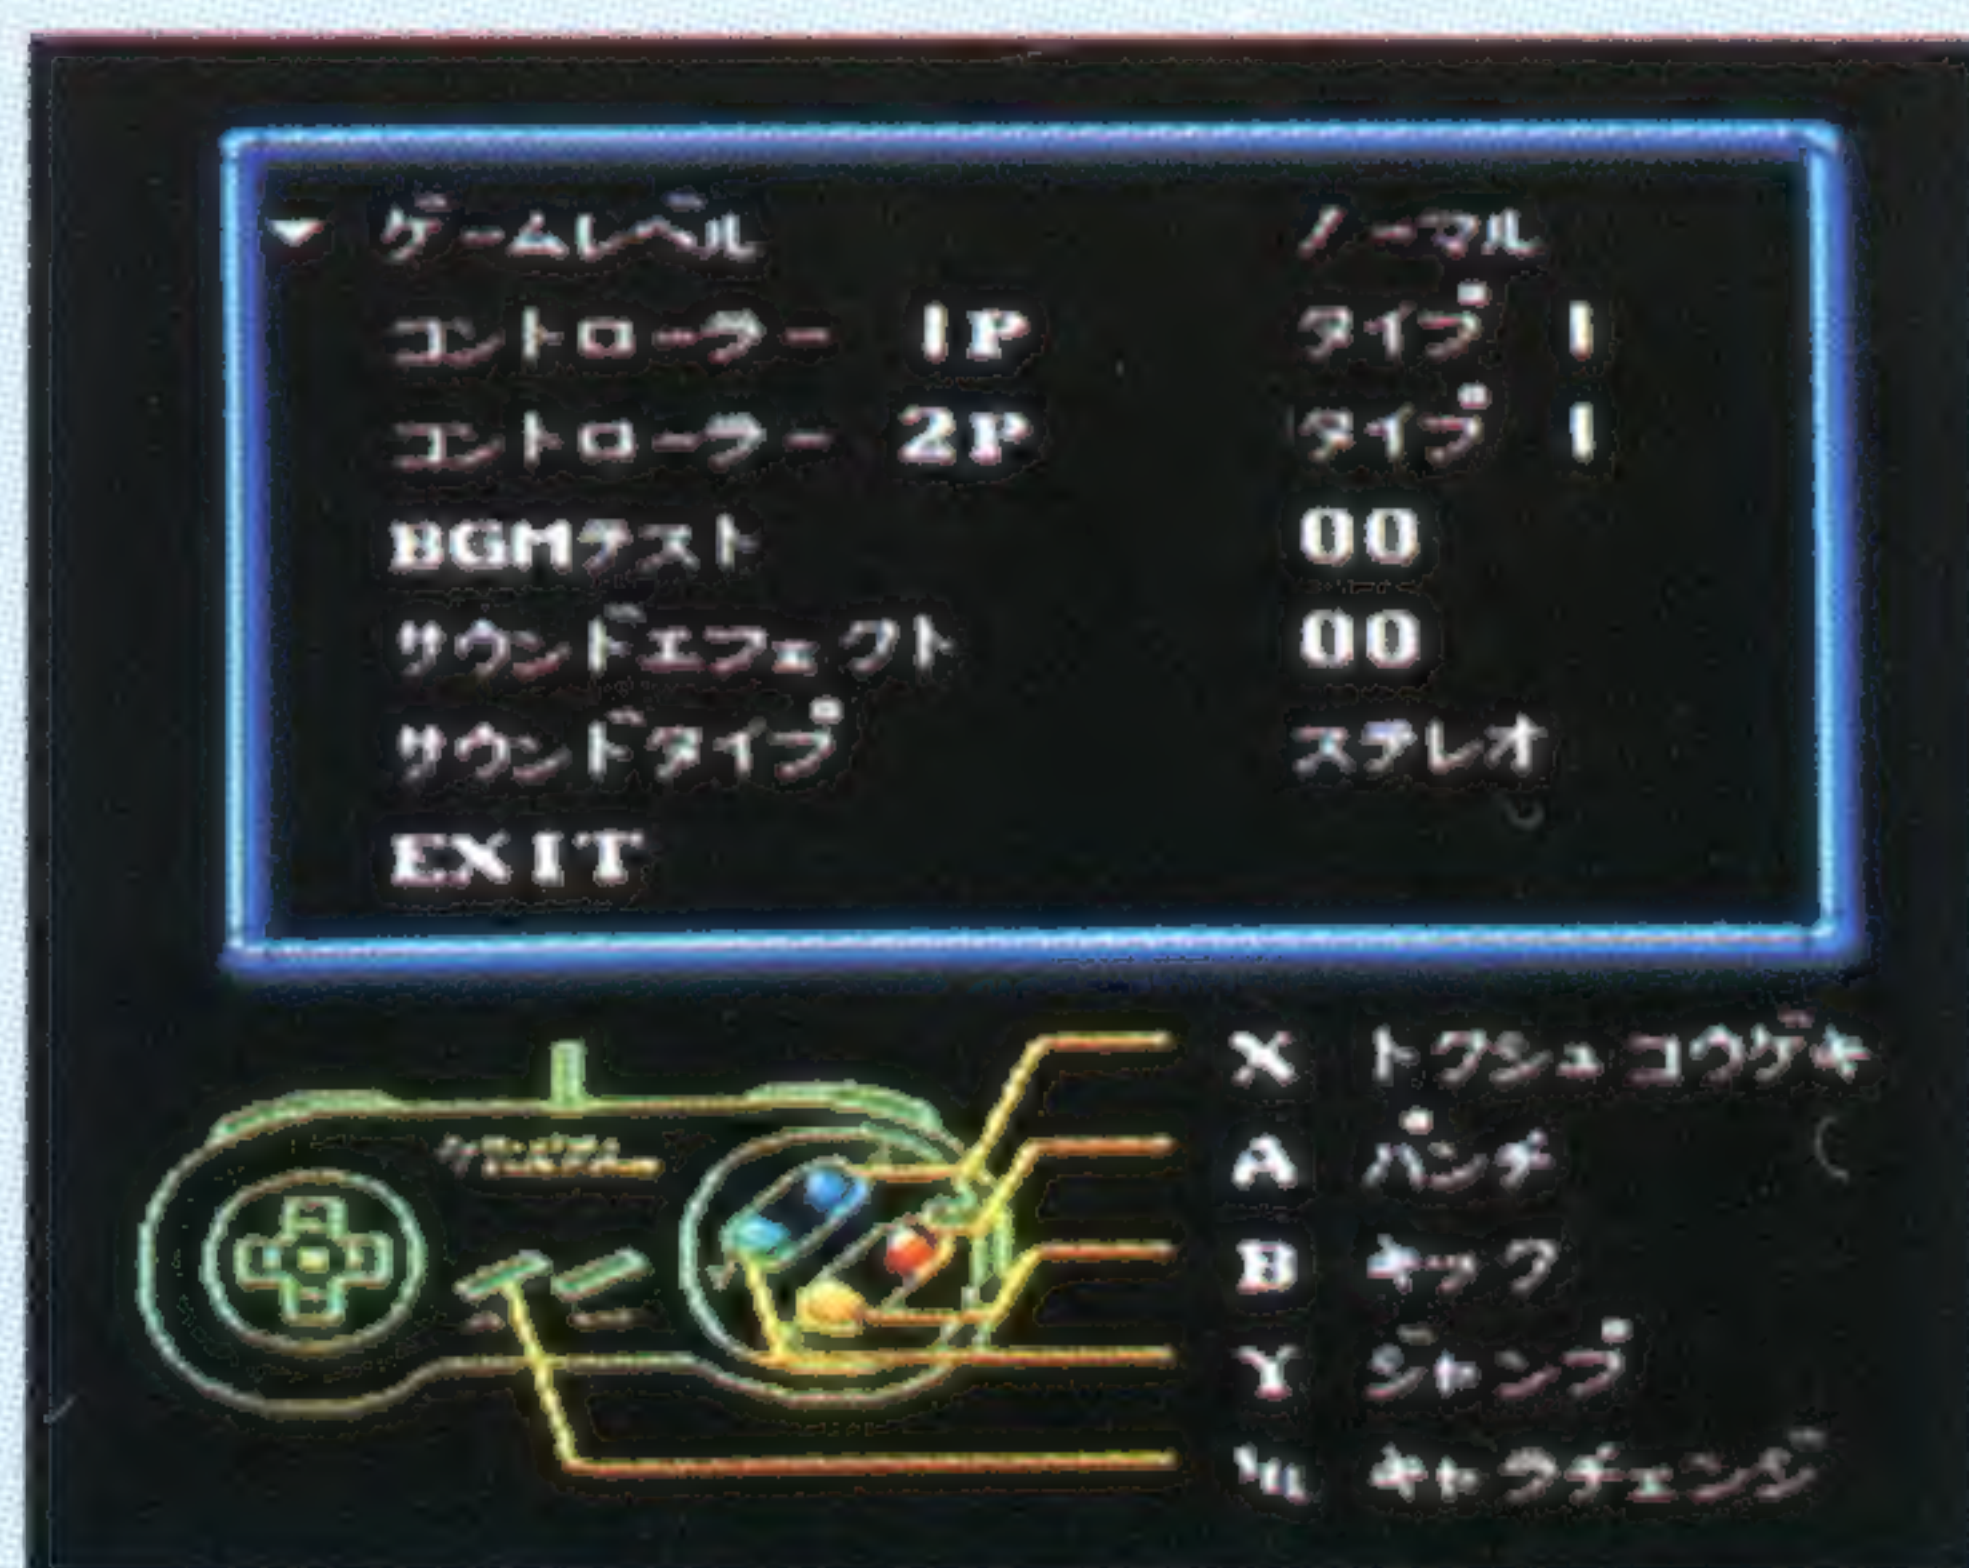 ゲームレベル ノーマル
コントローラー 1P タイプ 1
コントローラー 2P タイプ 1
BGMテスト 00
サウンドエフェクト 00
サウンドタイプ ステレオ
EXIT
X トクシュコウゲキ
A パンチ
B キック
Y ジャンプ
キャラチェンジ